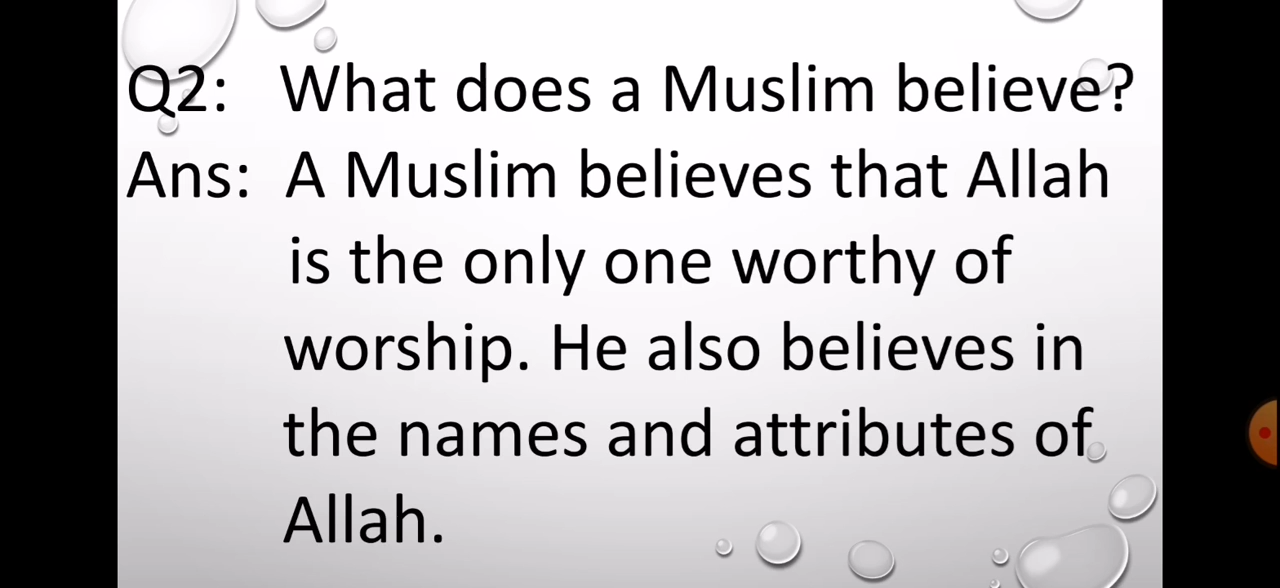 Q2: What does a Muslim believe?
Ans: A Muslim believes that Allah
is the only one worthy of
worship. He also believes in
the names and attributes of
Allah.